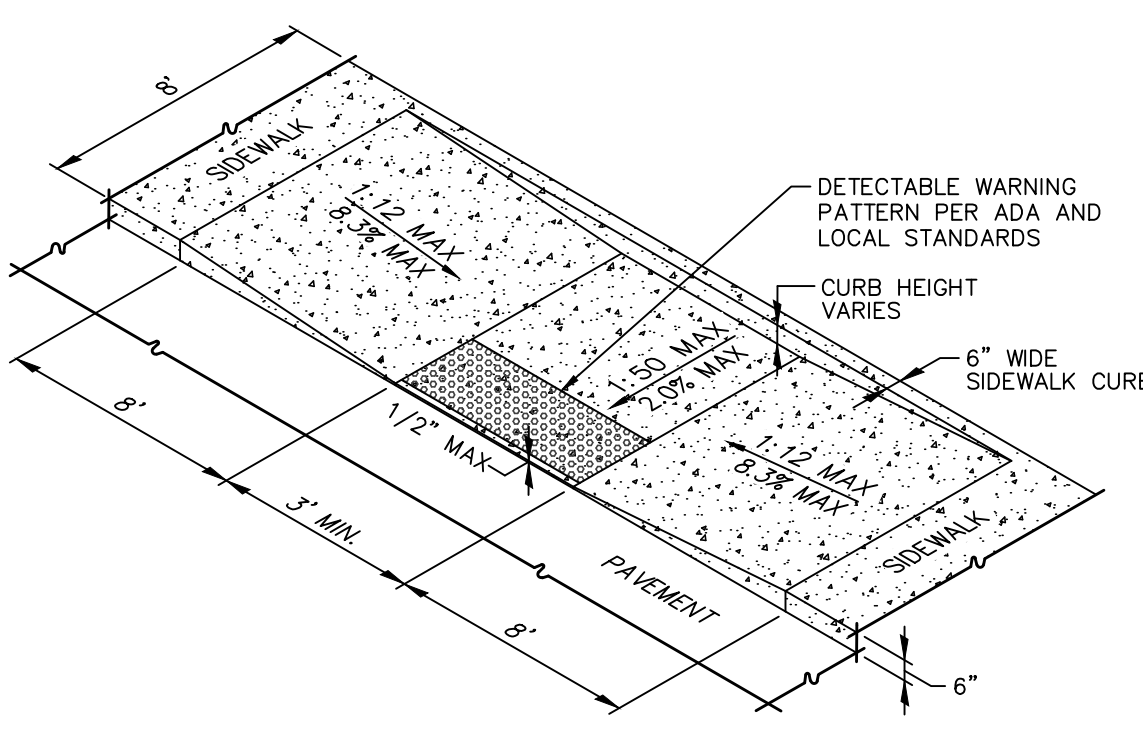 8'
SIDEWALK
1:12 MAX
8.3% MAX
DETECTABLE WARNING
PATTERN PER ADA AND
LOCAL STANDARDS
CURB HEIGHT
VARIES
1:50 MAX
2.0% MAX
6" WIDE
SIDEWALK CURB
8'
1/2" MAX
1:12 MAX
8.3% MAX
3' MIN.
SIDEWALK
PAVEMENT
8'
6"